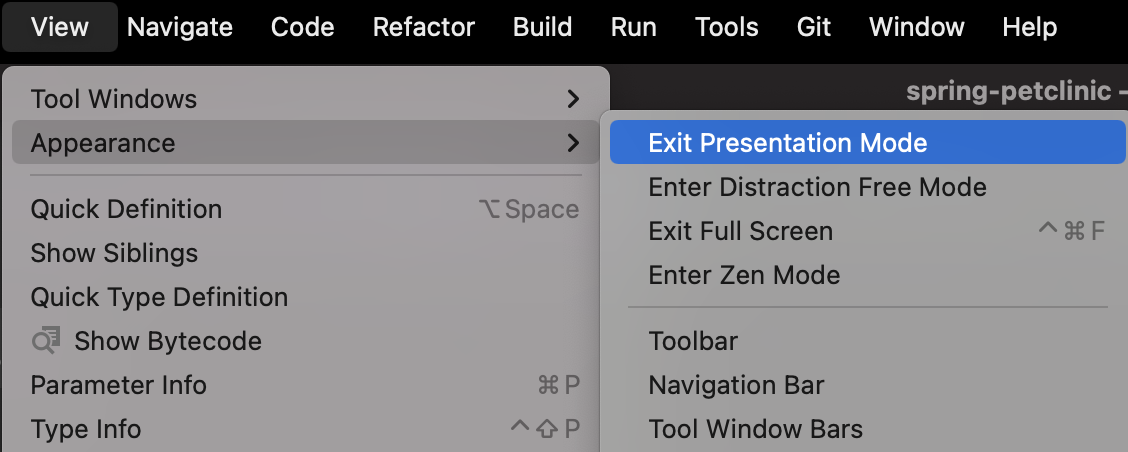 View Navigate Code Refactor Build Run Tools Git Window Help
spring-petclinic –
Tool Windows
Appearance
Quick Definition ⌥Space
Show Siblings
Quick Type Definition
Show Bytecode
Parameter Info ⌘P
Type Info ^⇧P
Exit Presentation Mode
Enter Distraction Free Mode
Exit Full Screen ^⌘F
Enter Zen Mode
Toolbar
Navigation Bar
Tool Window Bars